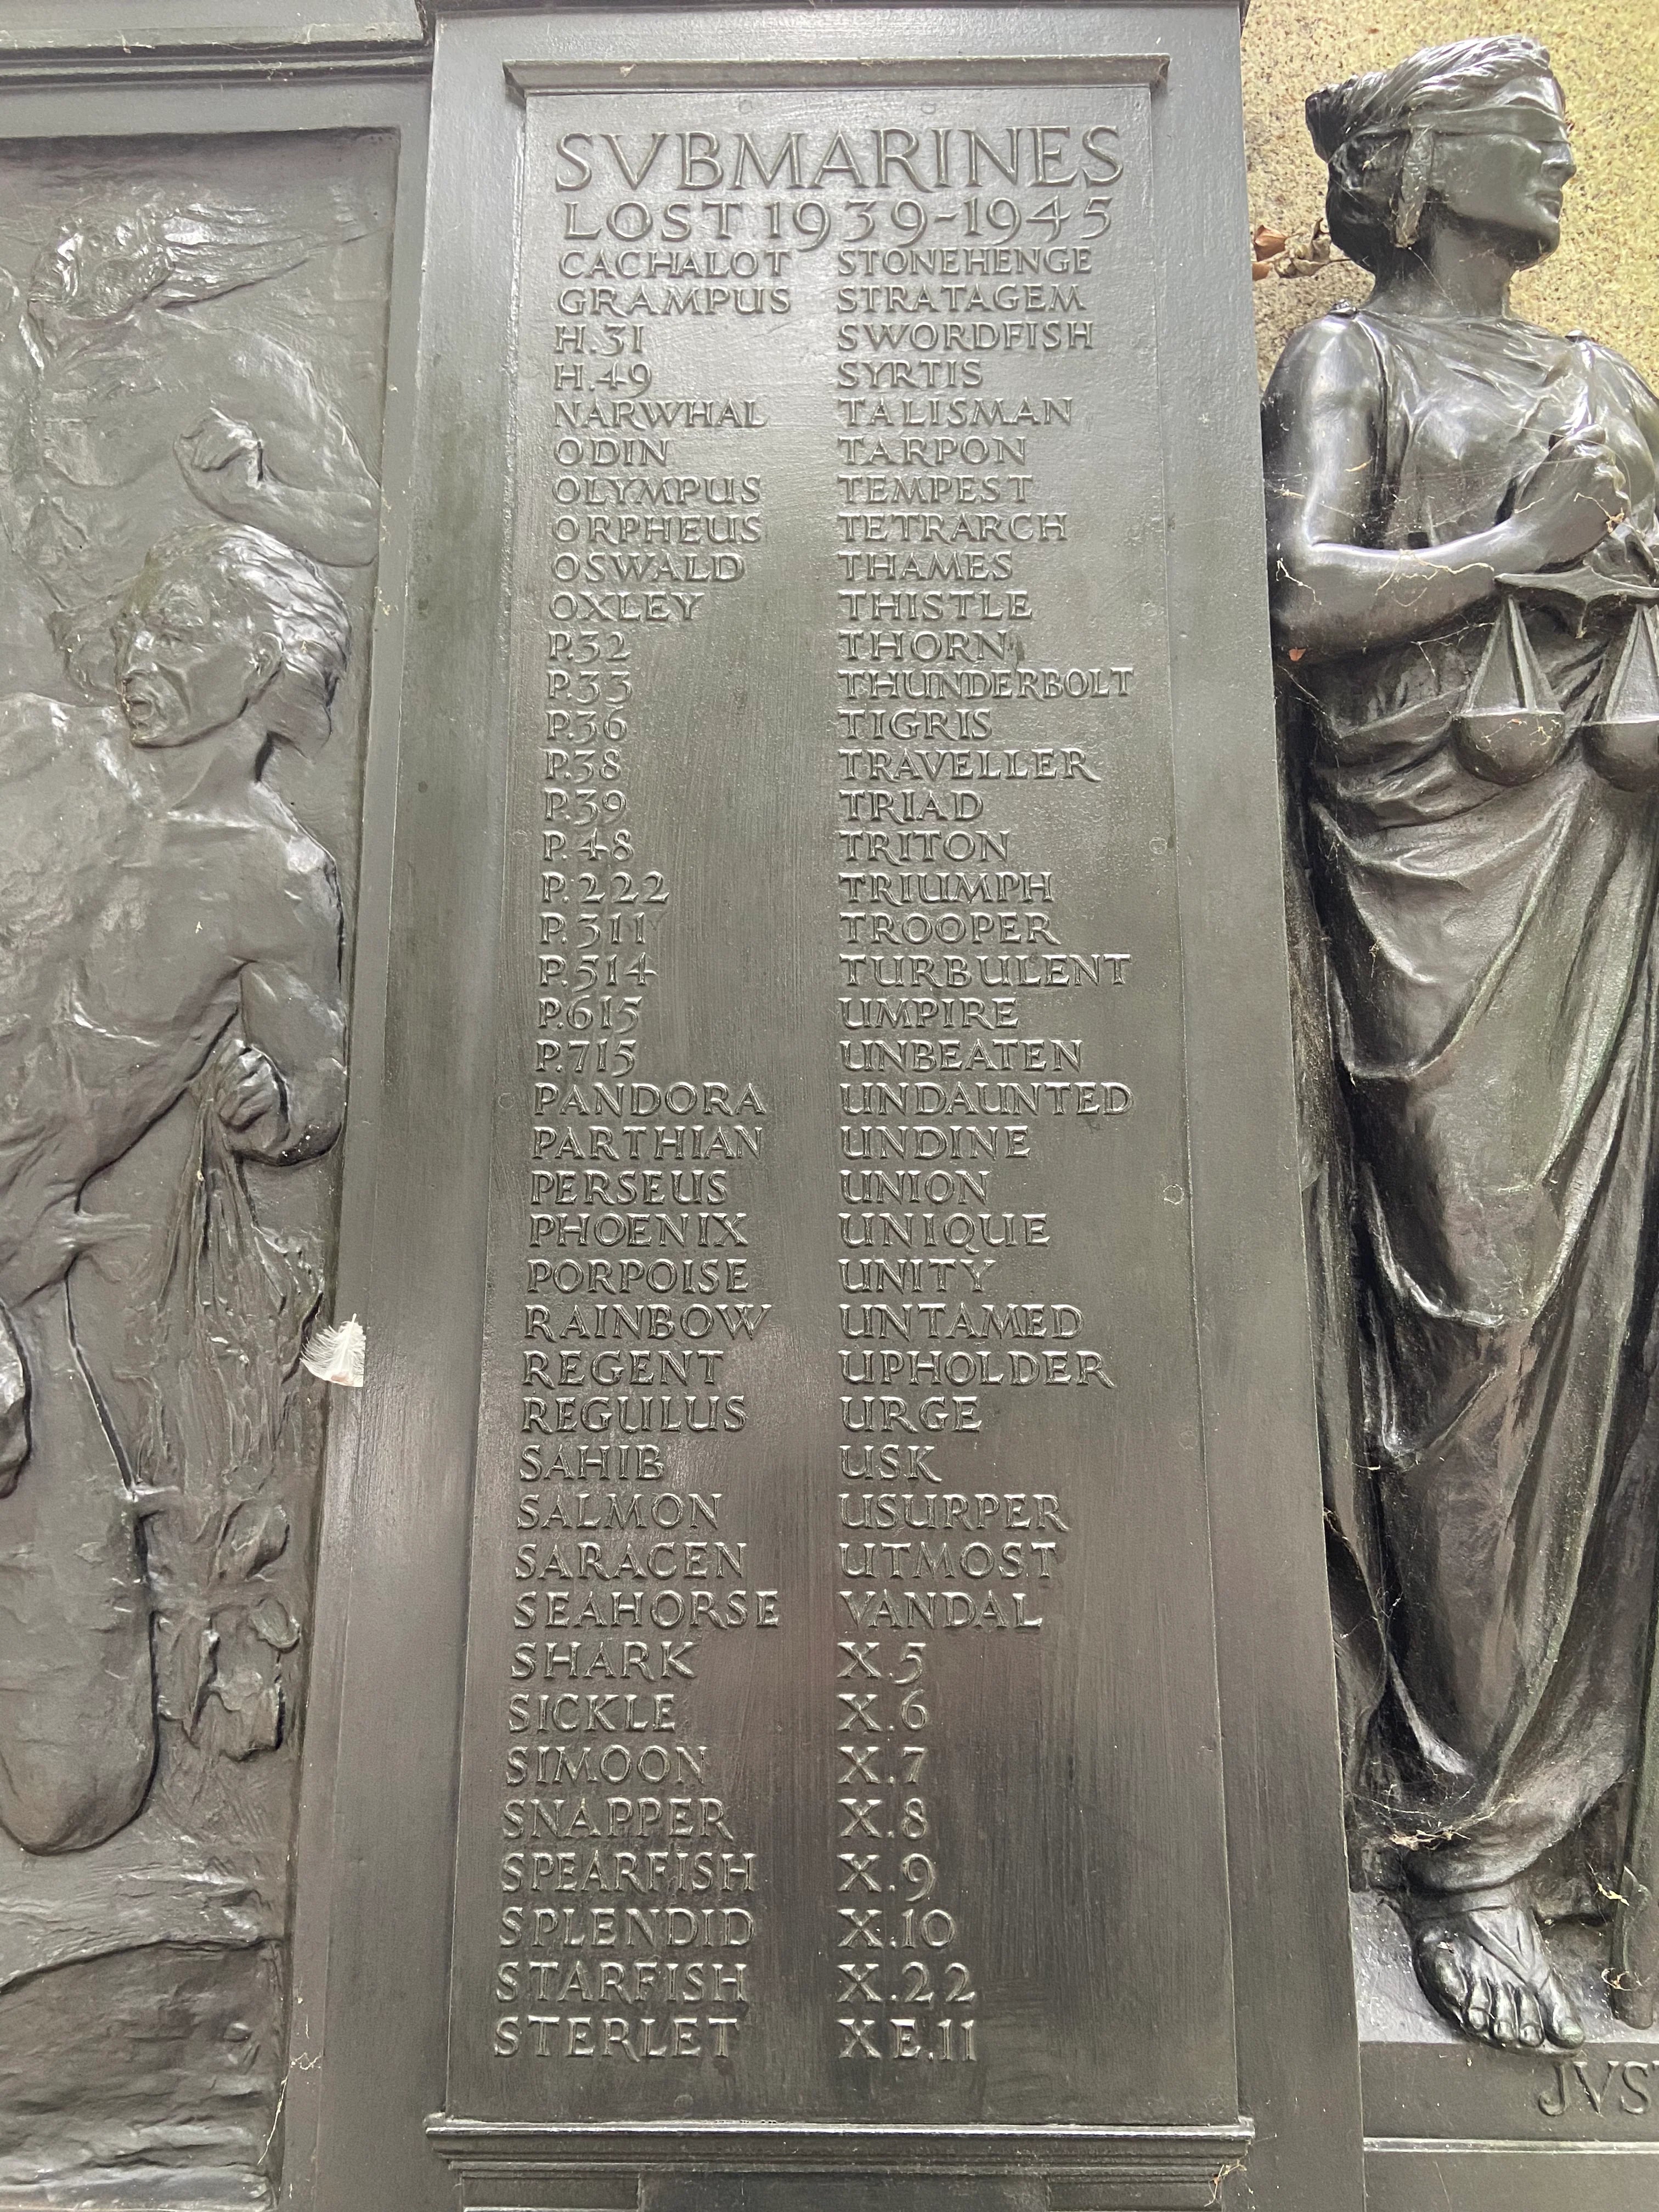 SVBMARINES
LOST 1939-1945
CACHALOT
GRAMPUS
H.31
H.49
NARWHAL
ODIN
OLYMPUS
ORPHEUS
OSWALD
OXLEY
P.32
P.33
P.36
P.38
P.39
P.48
P.222
P.311
P.514
P.615
P.715
PANDORA
PARTHIAN
PERSEUS
PHOENIX
PORPOISE
RAINBOW
REGENT
REGULUS
SAHIB
SALMON
SARACEN
SEAHORSE
SHARK
SICKLE
SIMOON
SNAPPER
SPEARFISH
SPLENDID
STARFISH
STERLET
STONEHENGE
STRATAGEM
SWORDFISH
SYRTIS
TALISMAN
TARPON
TEMPEST
TETRARCH
THAMES
THISTLE
THORN
THUNDERBOLT
TIGRIS
TRAVELLER
TRIAD
TRITON
TRIUMPH
TROOPER
TURBULENT
UMPIRE
UNBEATEN
UNDAUNTED
UNDINE
UNION
UNIQUE
UNITY
UNTAMED
UPHOLDER
URGE
USK
USURPER
UTMOST
VANDAL
X.5
X.6
X.7
X.8
X.9
X.10
X.22
XE.11
JVS